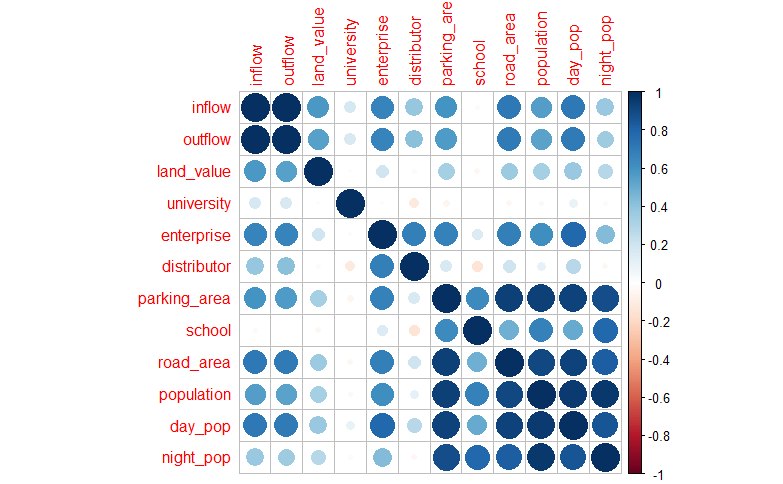 inflow
outflow
land_value
university
enterprise
distributor
parking_are
school
road_area
population
day_pop
night_pop
inflow
outflow
land_value
university
enterprise
distributor
parking_area
school
road_area
population
day_pop
night_pop
1
0.8
0.6
0.4
0.2
0
-0.2
-0.4
-0.6
-0.8
-1